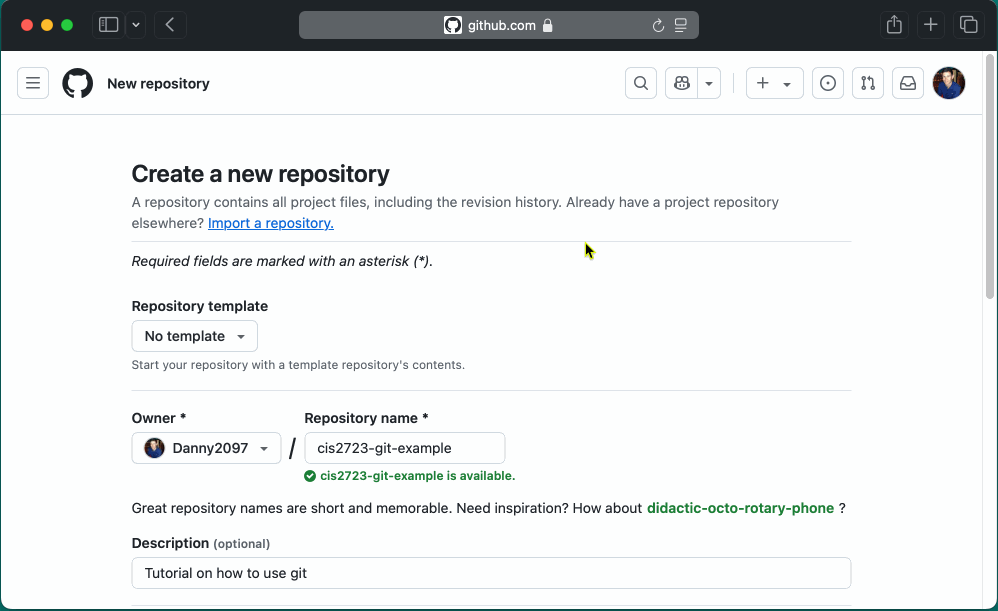 github.com
New repository
Create a new repository
A repository contains all project files, including the revision history. Already have a project repository
elsewhere? Import a repository.
Required fields are marked with an asterisk (*).
Repository template
No template
Start your repository with a template repository's contents.
Owner *
Repository name *
Danny2097
/
cis2723-git-example
cis2723-git-example is available.
Great repository names are short and memorable. Need inspiration? How about didactic-octo-rotary-phone ?
Description (optional)
Tutorial on how to use git